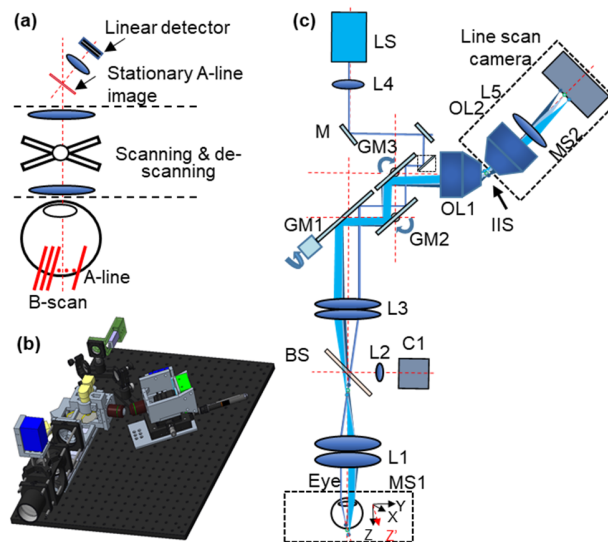 (a)
Linear detector
Stationary A-line
image
Scanning & de-
scanning
A-line
B-scan
(b)
(c)
LS
L4
M
GM3
GM1
GM2
OL1
IIS
Line scan
camera
L5
OL2
MS2
L3
BS
L2
C1
L1
Eye
MS1
Y
X
Z
Z'